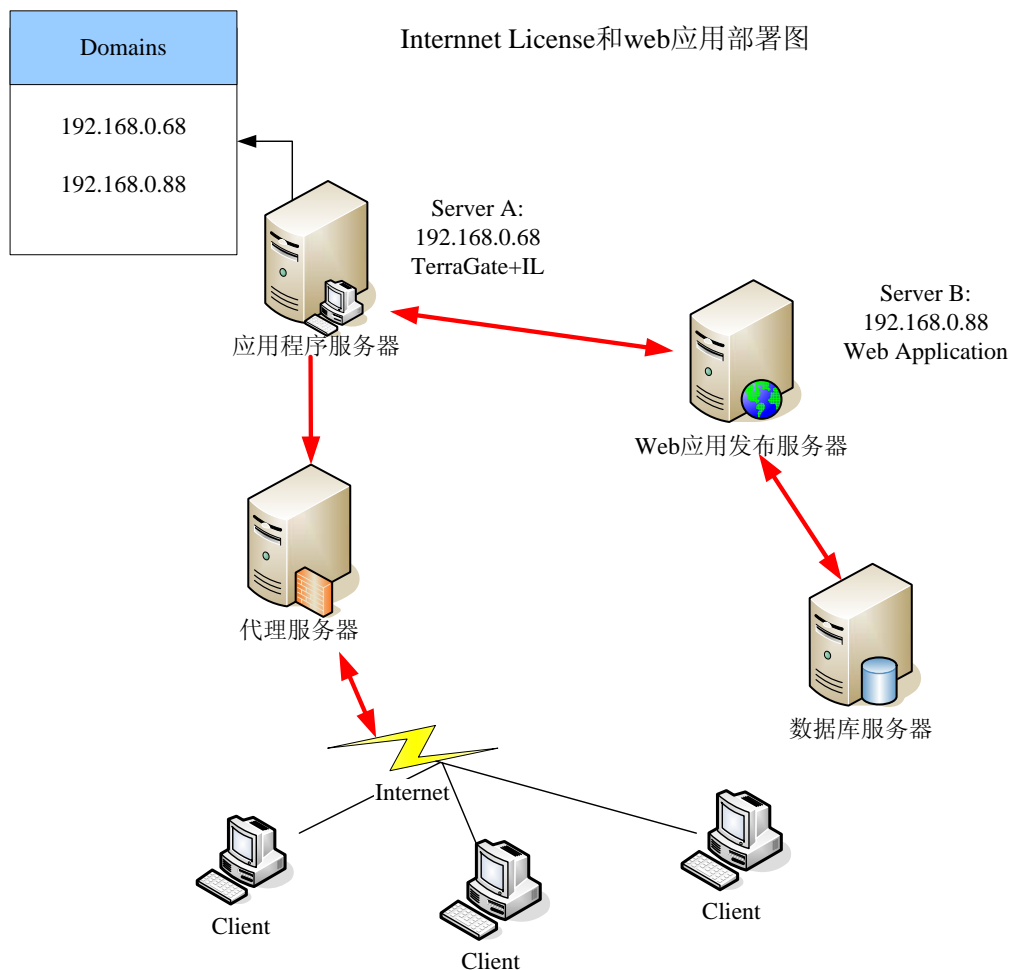 Domains
Internnet License和web应用部署图
192.168.0.68
192.168.0.88
Server A:
192.168.0.68
TerraGate+IL
Server B:
192.168.0.88
Web Application
应用程序服务器
Web应用发布服务器
代理服务器
数据库服务器
Internet
Client
Client
Client